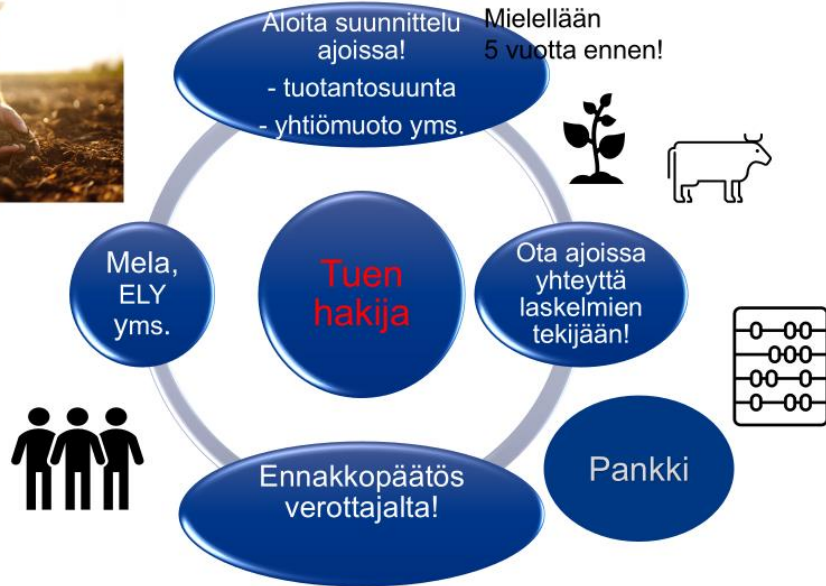 Aloita suunnittelu
ajoissa!
- tuotantosuunta
- yhtiömuoto yms.
Mielellään
5 vuotta ennen!
Mela,
ELY
yms.
Tuen
hakija
Ota ajoissa
yhteyttä
laskelmien
tekijään!
Ennakkopäätös
verottajalta!
Pankki